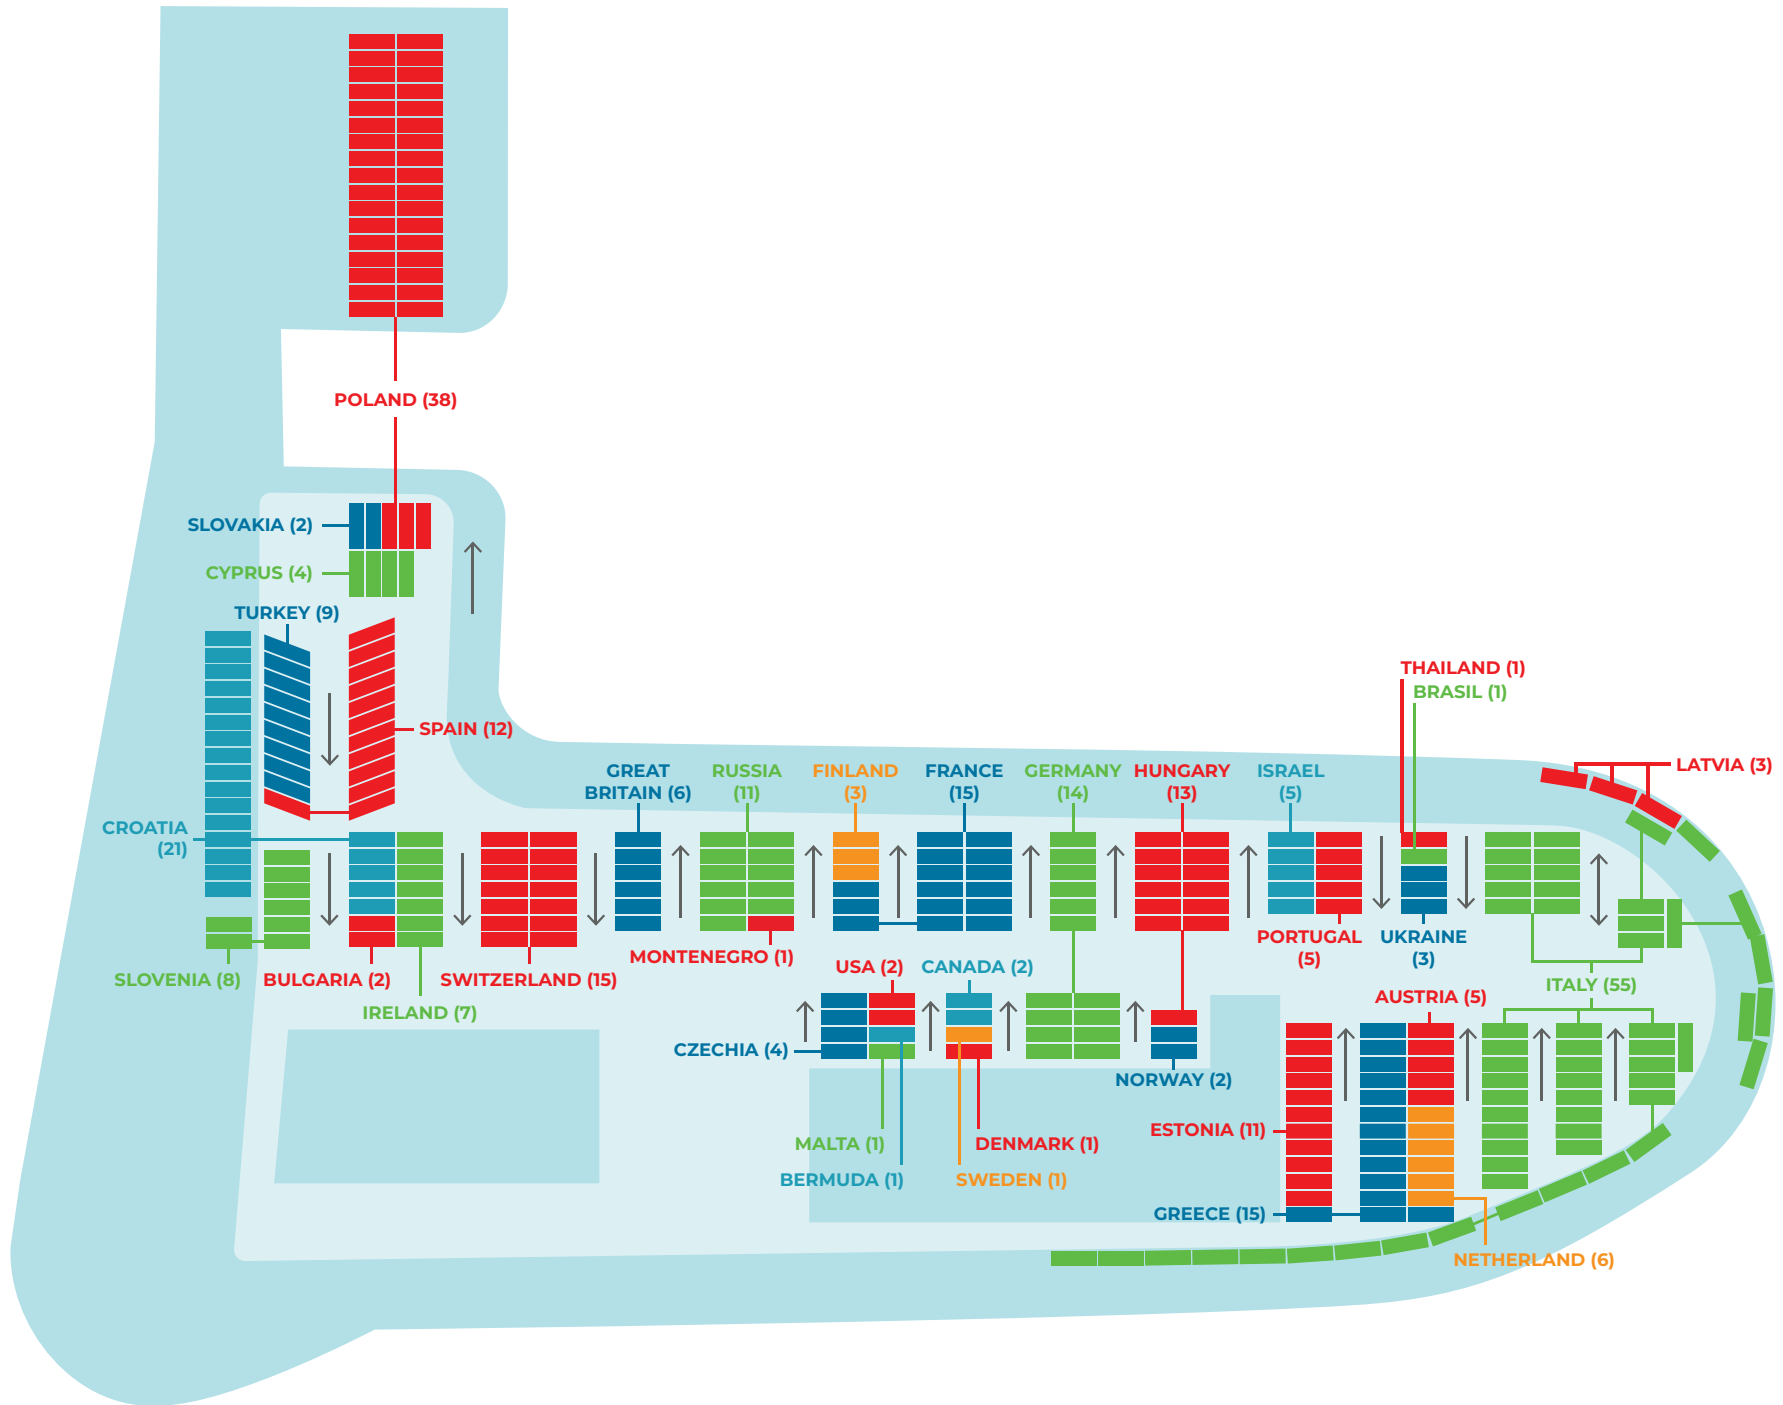 POLAND (38)
SLOVAKIA (2)
CYPRUS (4)
TURKEY (9)
SPAIN (12)
THAILAND (1)
BRASIL (1)
LATVIA (3)
GREAT
BRITAIN (6)
RUSSIA
(11)
FINLAND
(3)
FRANCE
(15)
GERMANY
(14)
HUNGARY
(13)
ISRAEL
(5)
CROATIA
(21)
SLOVENIA (8)
BULGARIA (2)
IRELAND (7)
SWITZERLAND (15)
MONTENEGRO (1)
PORTUGAL
(5)
UKRAINE
(3)
USA (2)
CANADA (2)
ITALY (55)
AUSTRIA (5)
CZECHIA (4)
NORWAY (2)
MALTA (1)
DENMARK (1)
ESTONIA (11)
BERMUDA (1)
SWEDEN (1)
GREECE (15)
NETHERLAND (6)